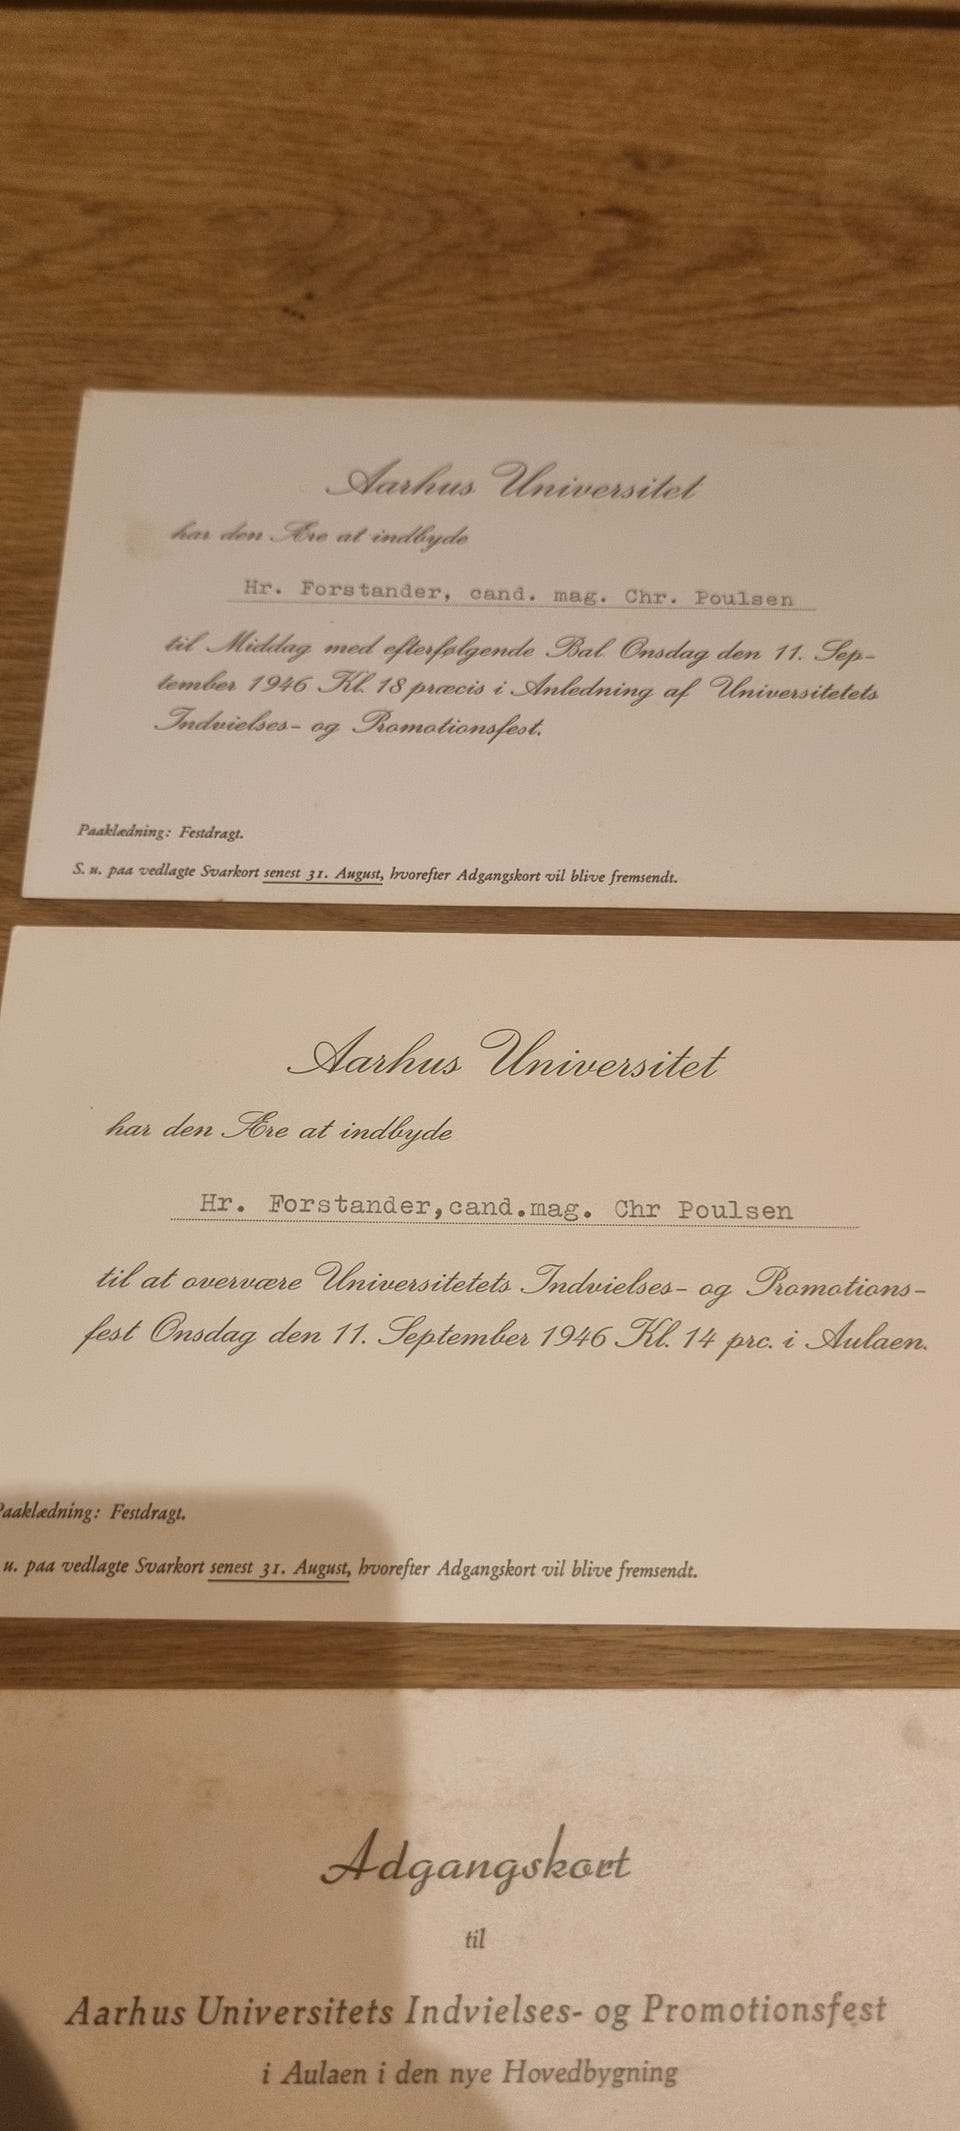 Aarhus Universitet
har den Ære at indbyde
Hr. Forstander, cand. mag. Chr. Poulsen
til Middag med efterfølgende Bal Onsdag den 11. Sep-
tember 1946 Kl. 18 præcis i Anledning af Universitetets
Indvielses- og Promotionsfest.
Paaklædning: Festdragt.
S. u. paa vedlagte Svarkort senest 31. August, hvorefter Adgangskort vil blive fremsendt.
Aarhus Universitet
har den Ære at indbyde
Hr. Forstander,cand.mag. Chr Poulsen
til at overvære Universitetets Indvielses- og Promotions-
fest Onsdag den 11. September 1946 Kl. 14 prc. i Aulaen.
Paaklædning: Festdragt.
u. paa vedlagte Svarkort senest 31. August, hvorefter Adgangskort vil blive fremsendt.
Adgangskort
til
Aarhus Universitets Indvielses- og Promotionsfest
i Aulaen i den nye Hovedbygning